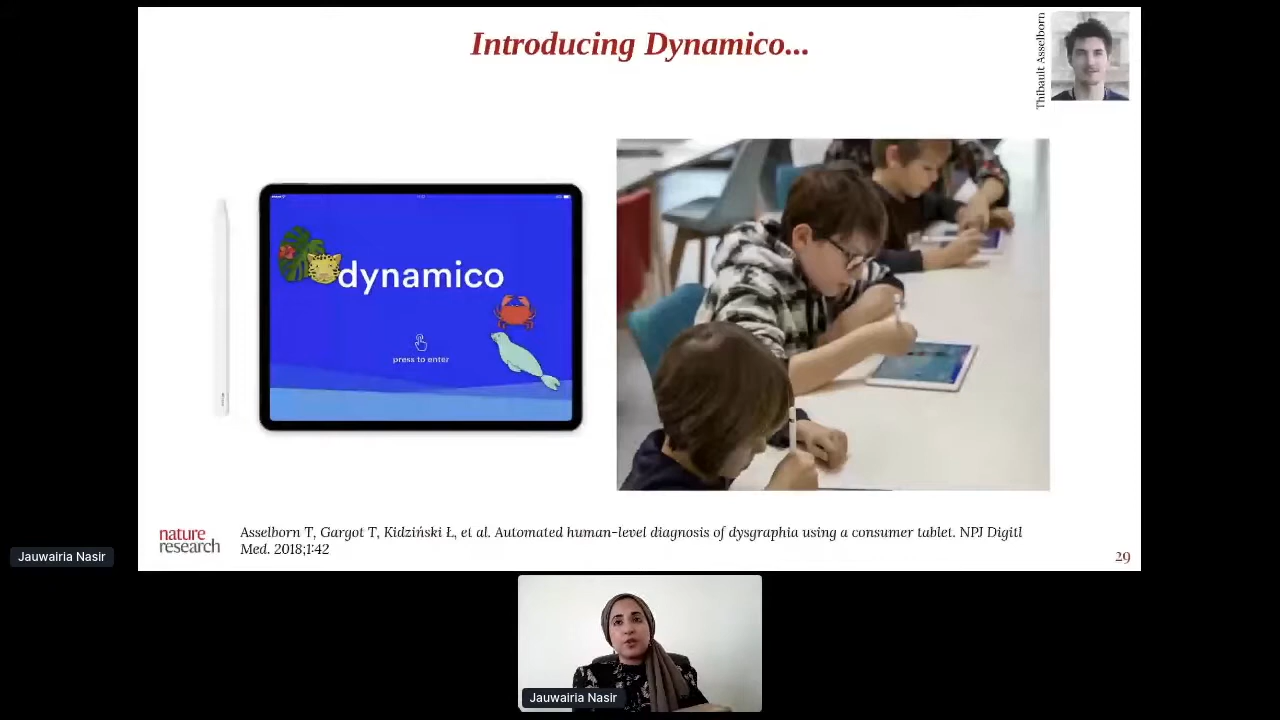 Introducing Dynamico...
Thibault Asselborn
dynamico
press to enter
nature
research
Asselborn T, Gargot T, Kidziński Ł, et al. Automated human-level diagnosis of dysgraphia using a consumer tablet. NPJ Digitl
Med. 2018;1:42
29
Jauwairia Nasir
Jauwairia Nasir